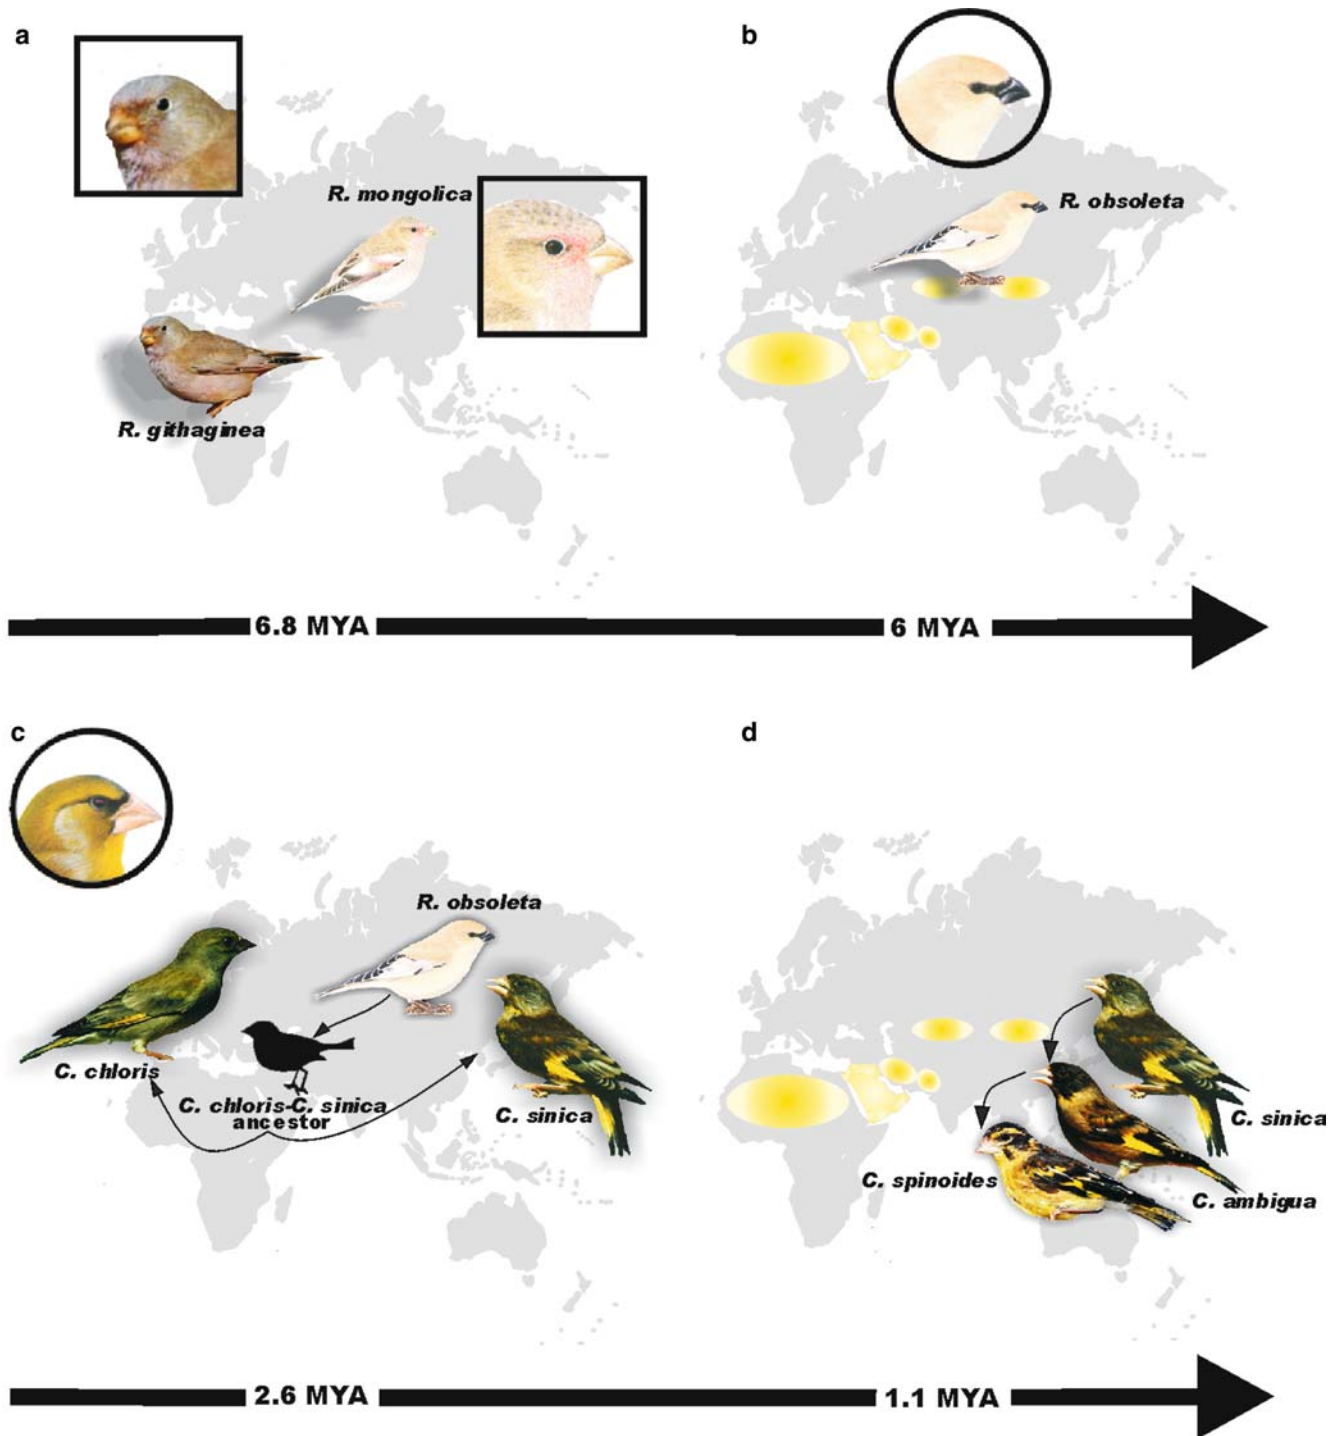 a
R. mongolica
R. githaginea
b
R. obsoleta
6.8 MYA
6 MYA
c
R. obsoleta
C. chloris
C. chloris-C. sinica
ancestor
C. sinica
d
C. sinica
C. spinoides
C. ambigua
2.6 MYA
1.1 MYA